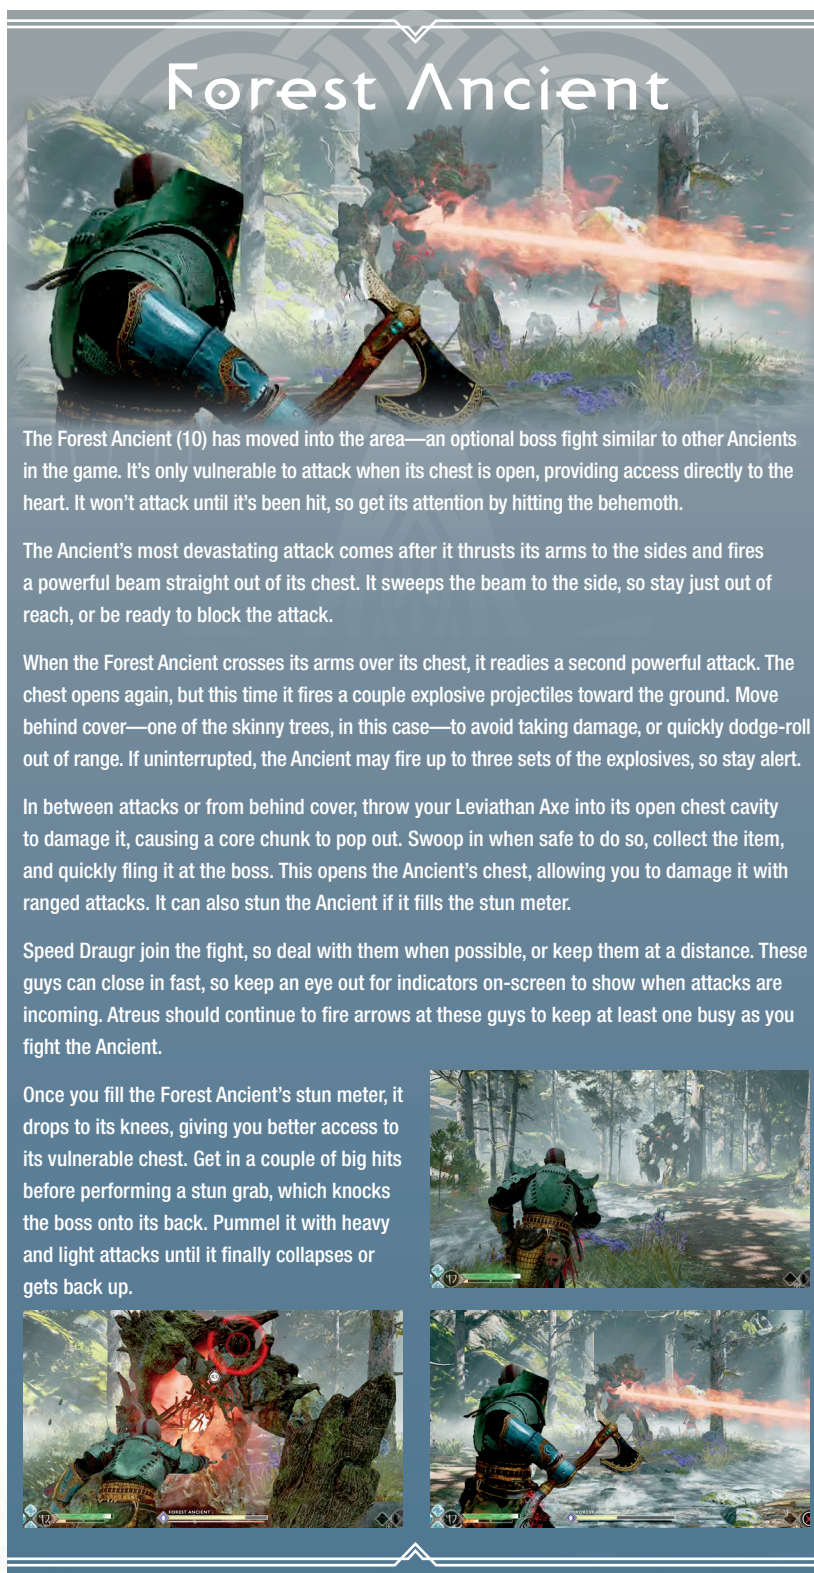 Forest Ancient
The Forest Ancient (10) has moved into the area—an optional boss fight similar to other Ancients
in the game. It’s only vulnerable to attack when its chest is open, providing access directly to the
heart. It won’t attack until it’s been hit, so get its attention by hitting the behemoth.
The Ancient’s most devastating attack comes after it thrusts its arms to the sides and fires
a powerful beam straight out of its chest. It sweeps the beam to the side, so stay just out of
reach, or be ready to block the attack.
When the Forest Ancient crosses its arms over its chest, it readies a second powerful attack. The
chest opens again, but this time it fires a couple explosive projectiles toward the ground. Move
behind cover—one of the skinny trees, in this case—to avoid taking damage, or quickly dodge-roll
out of range. If uninterrupted, the Ancient may fire up to three sets of the explosives, so stay alert.
In between attacks or from behind cover, throw your Leviathan Axe into its open chest cavity
to damage it, causing a core chunk to pop out. Swoop in when safe to do so, collect the item,
and quickly fling it at the boss. This opens the Ancient’s chest, allowing you to damage it with
ranged attacks. It can also stun the Ancient if it fills the stun meter.
Speed Draugr join the fight, so deal with them when possible, or keep them at a distance. These
guys can close in fast, so keep an eye out for indicators on-screen to show when attacks are
incoming. Atreus should continue to fire arrows at these guys to keep at least one busy as you
fight the Ancient.
Once you fill the Forest Ancient’s stun meter, it
drops to its knees, giving you better access to
its vulnerable chest. Get in a couple of big hits
before performing a stun grab, which knocks
the boss onto its back. Pummel it with heavy
and light attacks until it finally collapses or
gets back up.
FOREST ANCIENT
FOREST ANCIENT